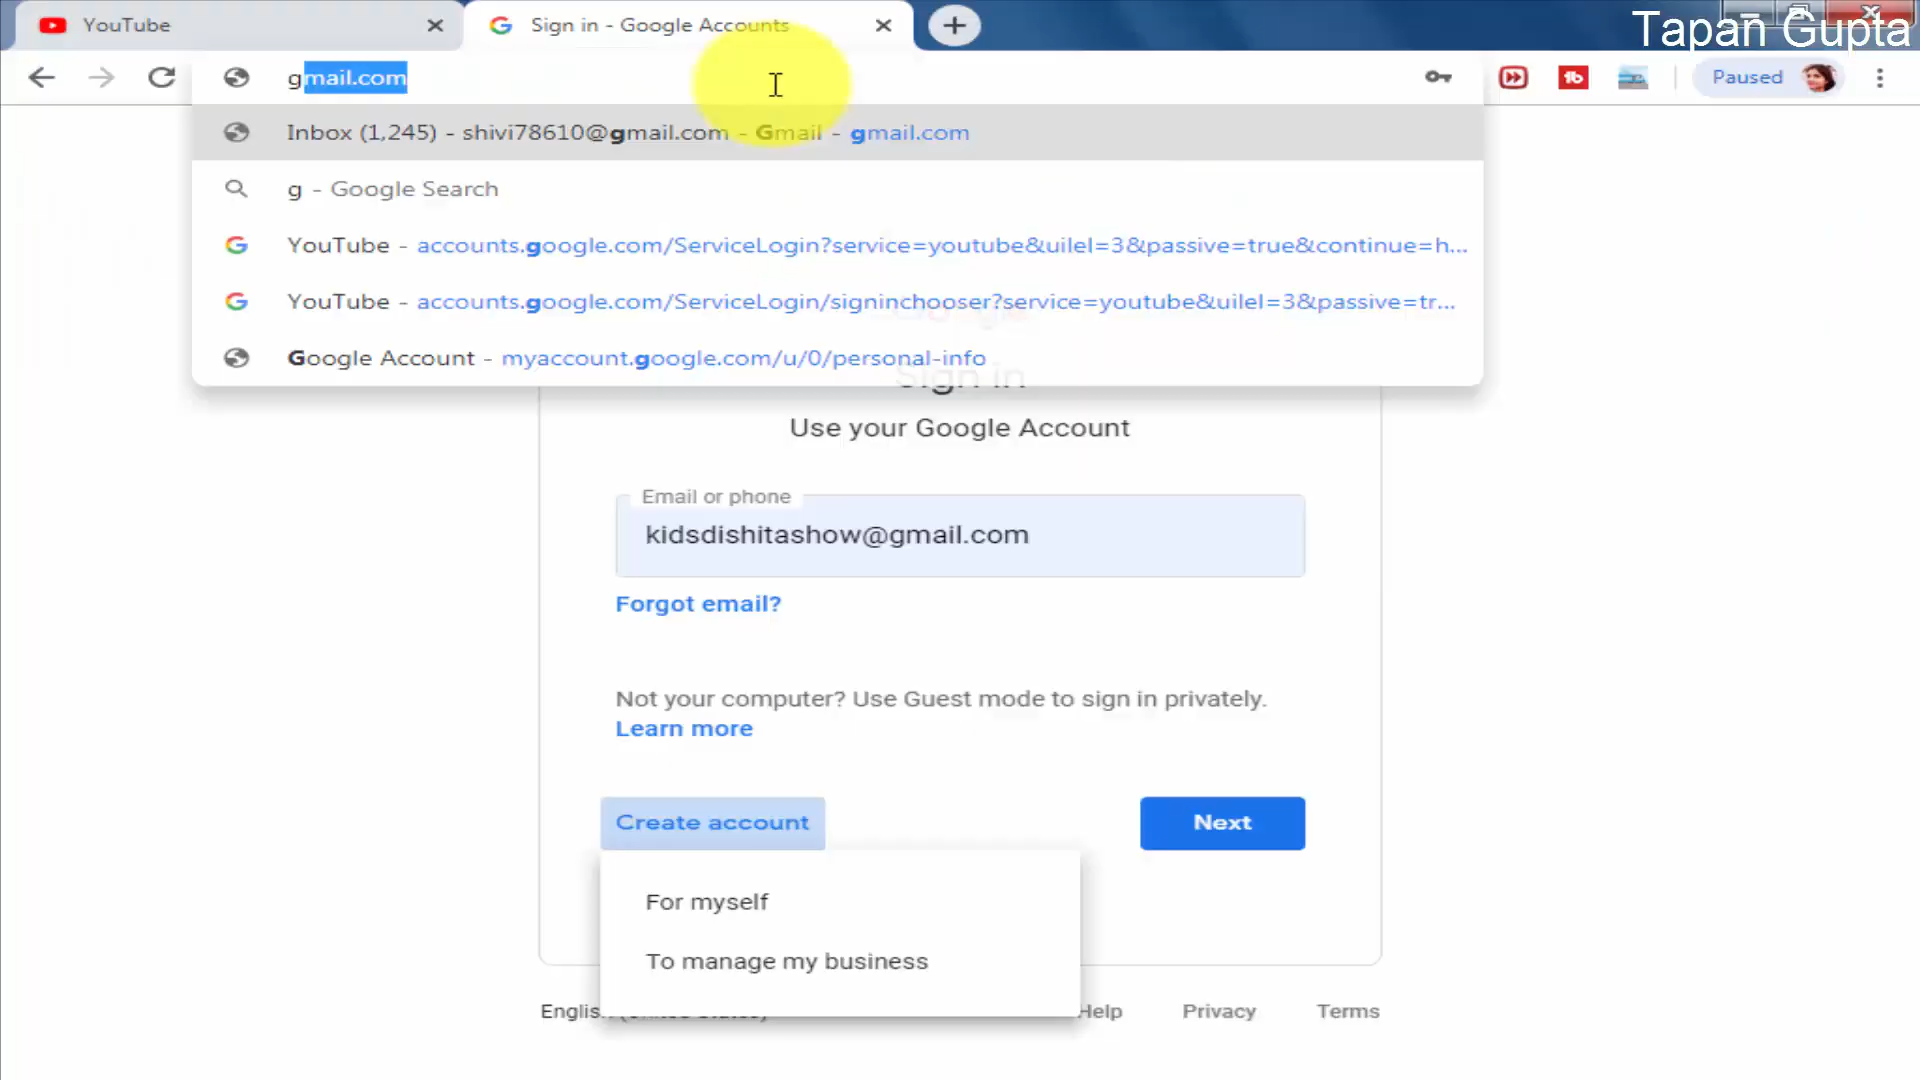 YouTube
Sign in - Google Accounts
Tapan Gupta
gmail.com
Paused
Inbox (1,245) - shivi78610@gmail.com - Gmail - gmail.com
g - Google Search
YouTube - accounts.google.com/ServiceLogin?service=youtube&uilel=3&passive=true&continue=h...
YouTube - accounts.google.com/ServiceLogin/signinchooser?service=youtube&uilel=3&passive=tr...
Google
Google Account - myaccount.google.com/u/0/personal-info
Sign in
Use your Google Account
Email or phone
kidsdishitashow@gmail.com
Forgot email?
Not your computer? Use Guest mode to sign in privately.
Learn more
Create account
Next
For myself
To manage my business
Help
Privacy
Terms